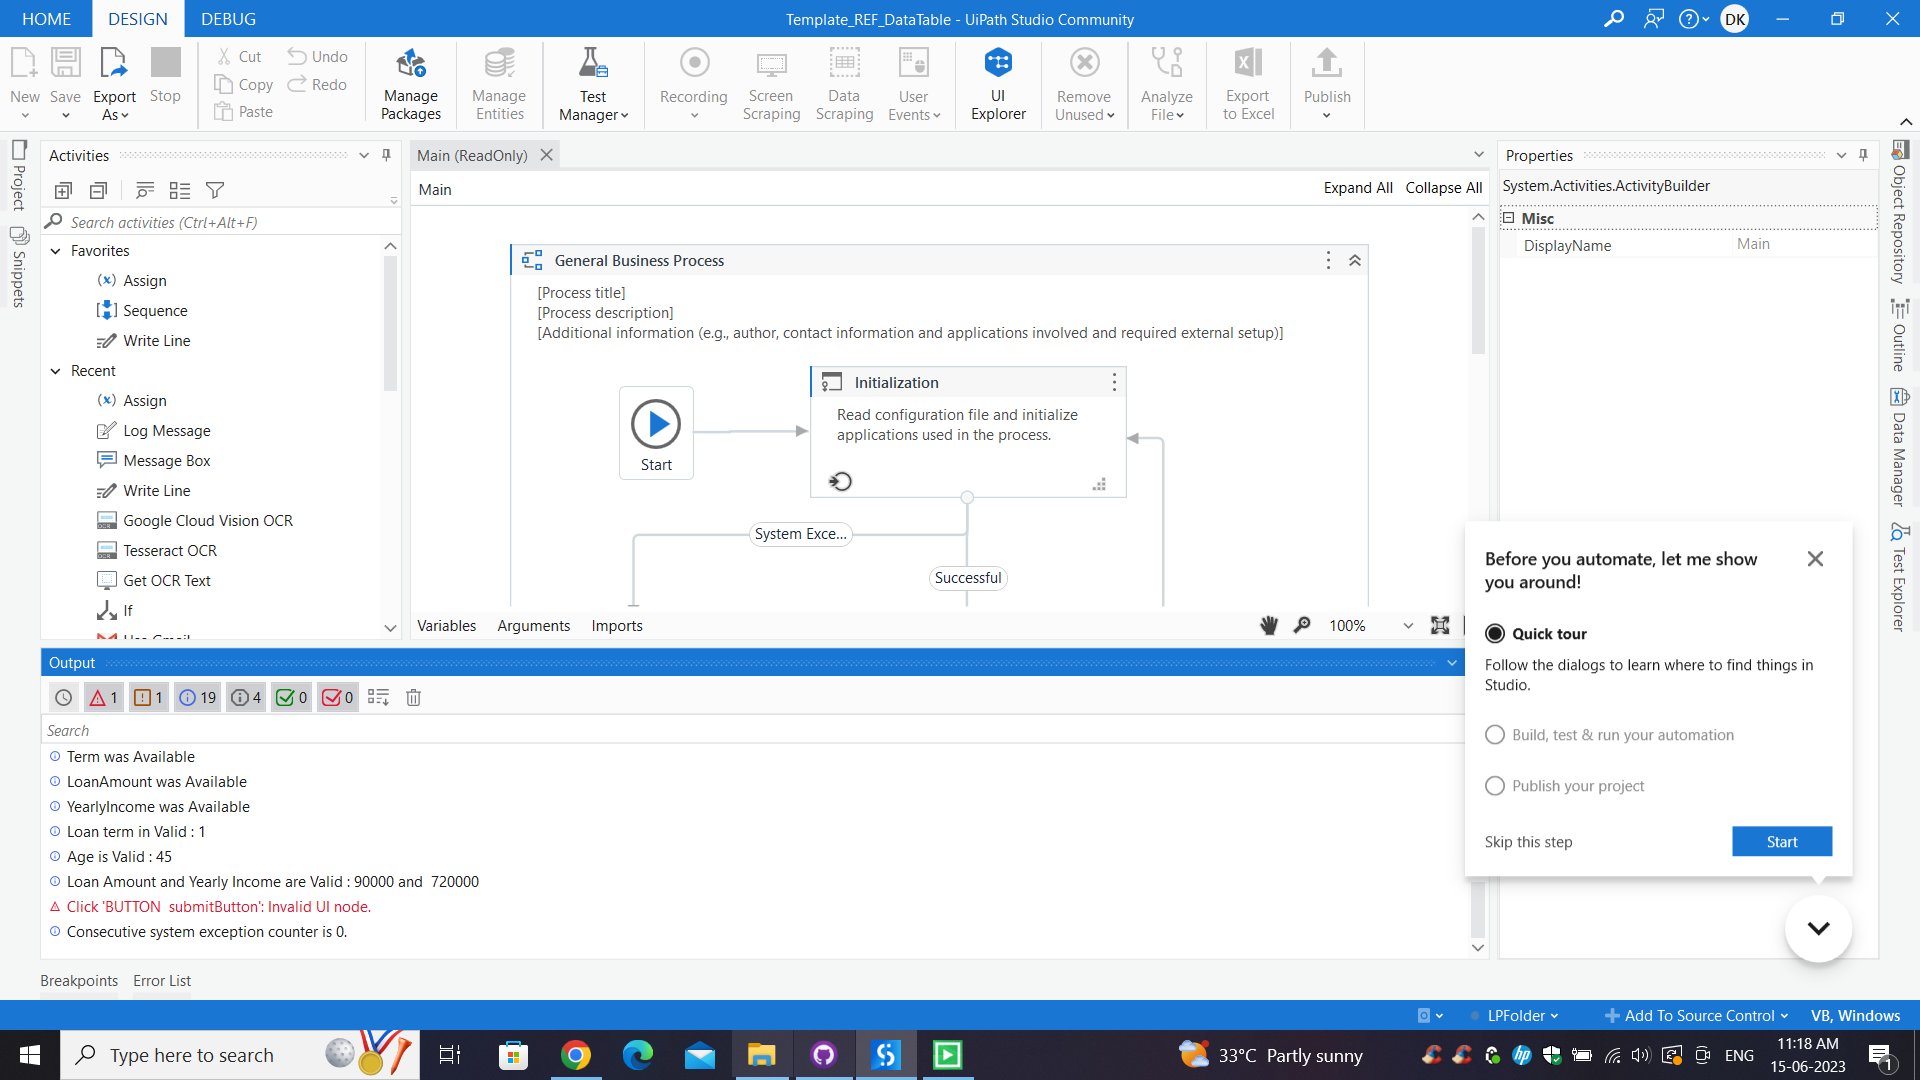 HOME DESIGN DEBUG
Template_REF_DataTable - UiPath Studio Community
DK
New
Save
Export As
Stop
Cut
Copy
Paste
Undo
Redo
Manage Packages
Manage Entities
Test Manager
Recording
Screen Scraping
Data Scraping
User Events
UI Explorer
Remove Unused
Analyze File
Export to Excel
Publish
Project
Snippets
Activities
Search activities (Ctrl+Alt+F)
Favorites
Assign
Sequence
Write Line
Recent
Assign
Log Message
Message Box
Write Line
Google Cloud Vision OCR
Tesseract OCR
Get OCR Text
If
Main (ReadOnly)
Main
Expand All Collapse All
General Business Process
[Process title]
[Process description]
[Additional information (e.g., author, contact information and applications involved and required external setup)]
Start
Initialization
Read configuration file and initialize
applications used in the process.
System Exce...
Successful
Variables Arguments Imports
100%
Properties
System.Activities.ActivityBuilder
Misc
DisplayName Main
Object Repository
Outline
Data Manager
Test Explorer
Output
1 1 19 4 0 0
Search
Term was Available
LoanAmount was Available
YearlyIncome was Available
Loan term in Valid : 1
Age is Valid : 45
Loan Amount and Yearly Income are Valid : 90000 and 720000
Click 'BUTTON submitButton': Invalid UI node.
Consecutive system exception counter is 0.
Before you automate, let me show
you around!
Quick tour
Follow the dialogs to learn where to find things in
Studio.
Build, test & run your automation
Publish your project
Skip this step
Start
Breakpoints Error List
LPFolder
Add To Source Control
VB, Windows
Type here to search
33°C Partly sunny
ENG
11:18 AM
15-06-2023
1